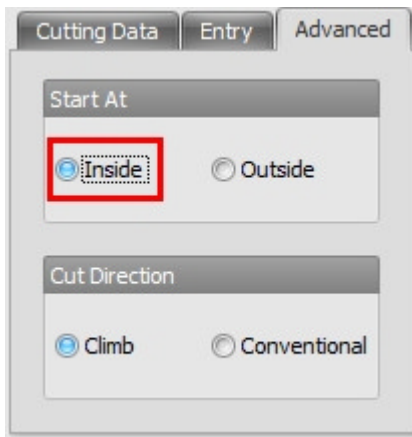 Cutting Data Entry Advanced
Start At
Inside Outside
Cut Direction
Climb Conventional